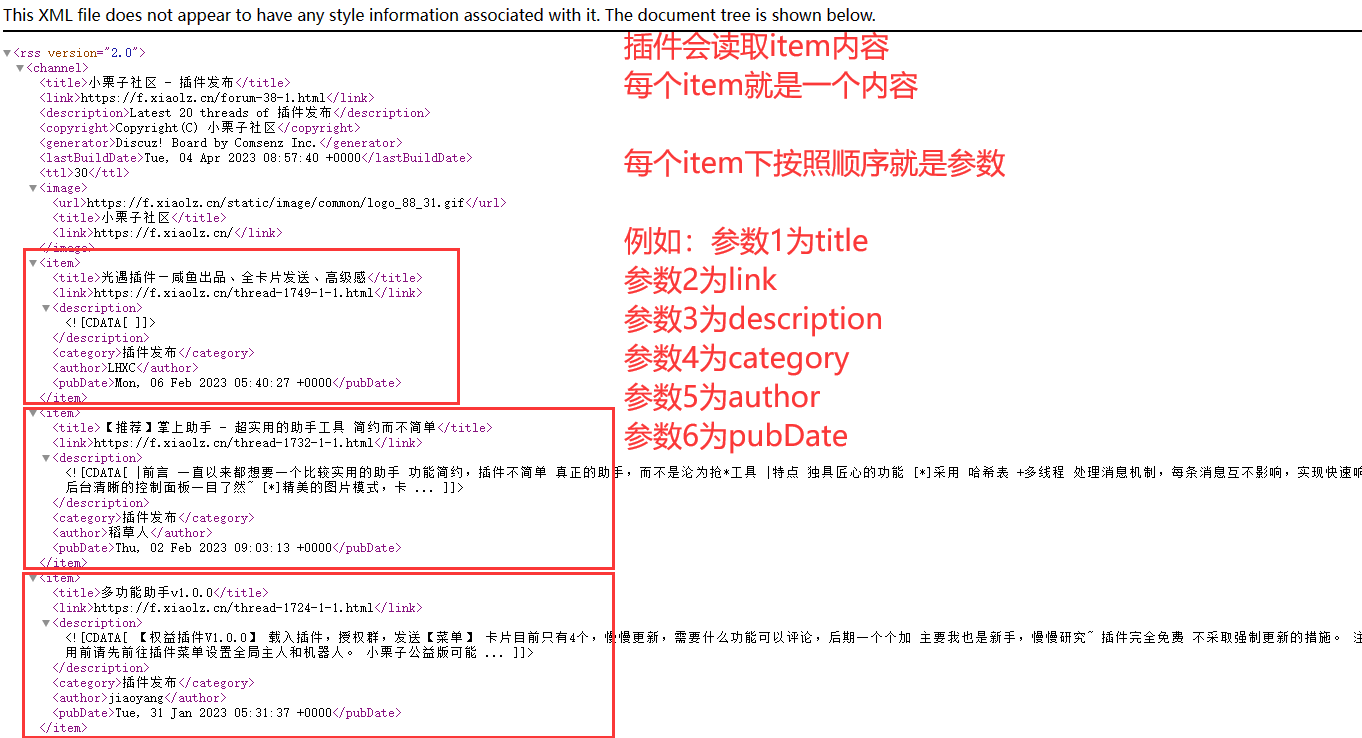 This XML file does not appear to have any style information associated with it. The document tree is shown below.
<rss version="2.0">
<channel>
<title>小栗子社区 - 插件发布</title>
<link>https://f.xiaolz.cn/forum-38-1.html</link>
<description>Latest 20 threads of 插件发布</description>
<copyright>Copyright(C) 小栗子社区</copyright>
<generator>Discuz! Board by Comsenz Inc.</generator>
<lastBuildDate>Tue, 04 Apr 2023 08:57:40 +0000</lastBuildDate>
<ttl>30</ttl>
<image>
<url>https://f.xiaolz.cn/static/image/common/logo_88_31.gif</url>
<title>小栗子社区</title>
<link>https://f.xiaolz.cn/</link>
</image>
<item>
<title>光遇插件－咸鱼出品、全卡片发送、高级感</title>
<link>https://f.xiaolz.cn/thread-1749-1-1.html</link>
<description>
<![CDATA[ ]]>
</description>
<category>插件发布</category>
<author>LHXC</author>
<pubDate>Mon, 06 Feb 2023 05:40:27 +0000</pubDate>
</item>
<item>
<title>【推荐】掌上助手 - 超实用的助手工具 简约而不简单</title>
<link>https://f.xiaolz.cn/thread-1732-1-1.html</link>
<description>
<![CDATA[ |前言 一直以来都想要一个比较实用的助手 功能简约，插件不简单 真正的助手，而不是沦为抢*工具 |特点 独具匠心的功能 [*]采用 哈希表 +多线程 处理消息机制，每条消息互不影响，实现快速响
后台清晰的控制面板一目了然~ [*]精美的图片模式，卡 ... ]]>
</description>
<category>插件发布</category>
<author>稻草人</author>
<pubDate>Thu, 02 Feb 2023 09:03:13 +0000</pubDate>
</item>
<item>
<title>多功能助手v1.0.0</title>
<link>https://f.xiaolz.cn/thread-1724-1-1.html</link>
<description>
<![CDATA[ 【权益插件V1.0.0】 载入插件，授权群，发送【菜单】 卡片目前只有4个，慢慢更新，需要什么功能可以评论，后期一个个加 主要我也是新手，慢慢研究~ 插件完全免费 不采取强制更新的措施。 注
用前请先前往插件菜单设置全局主人和机器人。 小栗子公益版可能 ... ]]>
</description>
<category>插件发布</category>
<author>jiaoyang</author>
<pubDate>Tue, 31 Jan 2023 05:31:37 +0000</pubDate>
</item>
插件会读取item内容
每个item就是一个内容
每个item下按照顺序就是参数
例如：参数1为title
参数2为link
参数3为description
参数4为category
参数5为author
参数6为pubDate